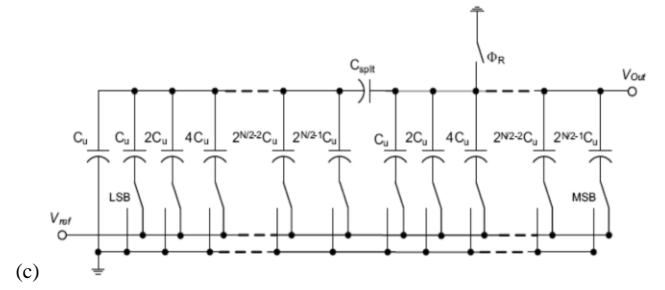 C_split
Φ_R
V_Out
C_u C_u 2C_u 4C_u 2^{N/2-2}C_u 2^{N/2-1}C_u C_u 2C_u 4C_u 2^{N/2-2}C_u 2^{N/2-1}C_u
LSB MSB
V_ref
(c)